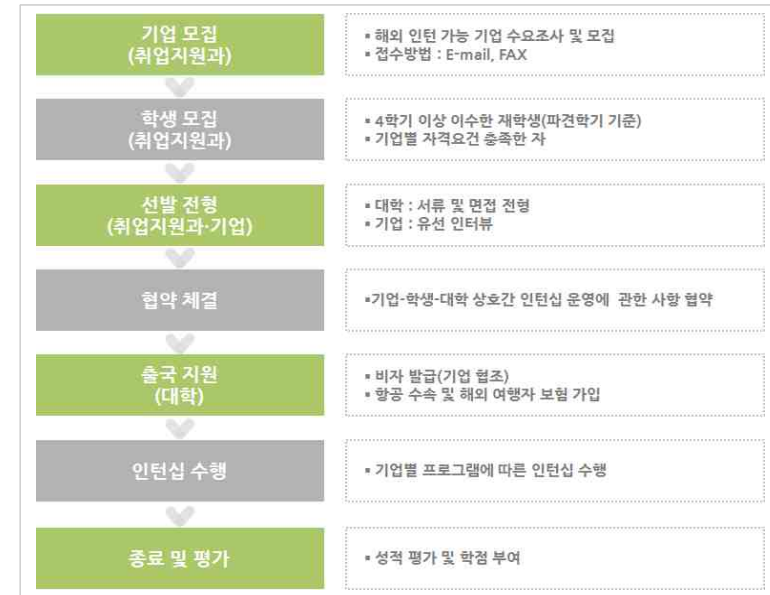 기업 모집
(취업지원과)
▪ 해외 인턴 가능 기업 수요조사 및 모집
▪ 접수방법 : E-mail, FAX
학생 모집
(취업지원과)
▪ 4학기 이상 이수한 재학생(파견학기 기준)
▪ 기업별 자격요건 충족한 자
선발 전형
(취업지원과·기업)
▪ 대학 : 서류 및 면접 전형
▪ 기업 : 유선 인터뷰
협약 체결
▪기업-학생-대학 상호간 인턴십 운영에 관한 사항 협약
출국 지원
(대학)
▪ 비자 발급(기업 협조)
▪ 항공 수속 및 해외 여행자 보험 가입
인턴십 수행
▪ 기업별 프로그램에 따른 인턴십 수행
종료 및 평가
▪ 성적 평가 및 학점 부여